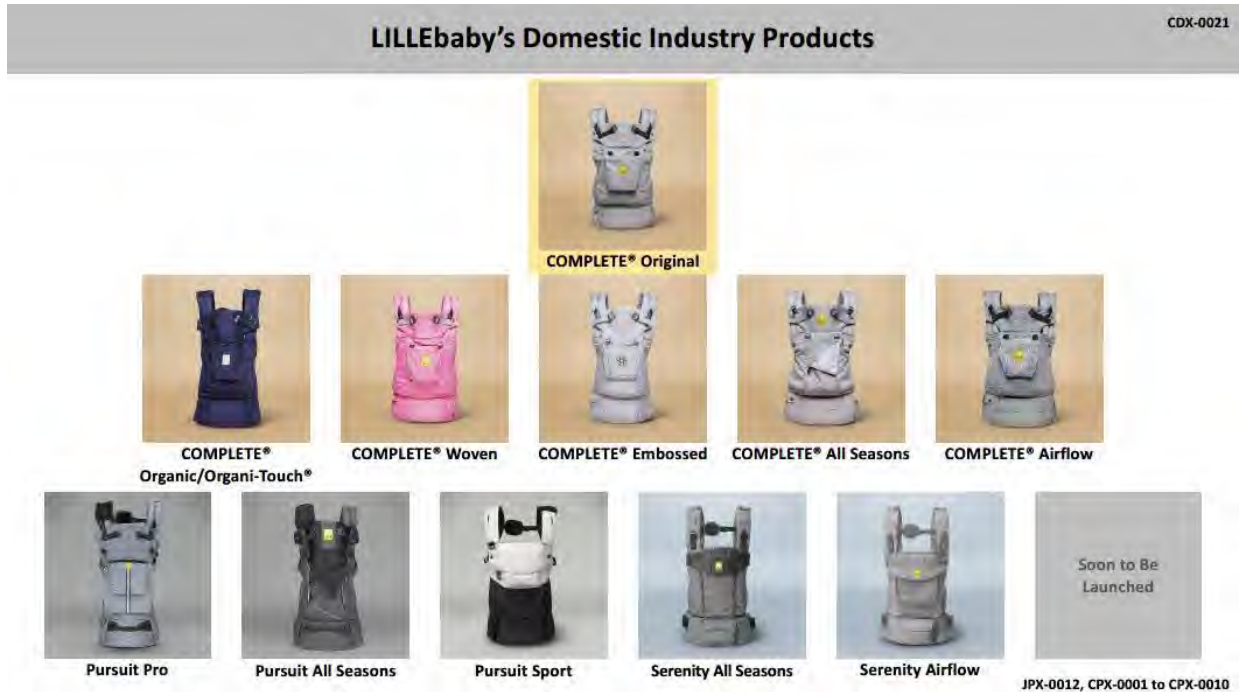 CDX-0021
LILLEbaby's Domestic Industry Products
COMPLETE® Original
COMPLETE®
Organic/Organi-Touch®
COMPLETE® Woven
COMPLETE® Embossed
COMPLETE® All Seasons
COMPLETE® Airflow
Pursuit Pro
Pursuit All Seasons
Pursuit Sport
Serenity All Seasons
Serenity Airflow
Soon to Be
Launched
JPX-0012, CPX-0001 to CPX-0010